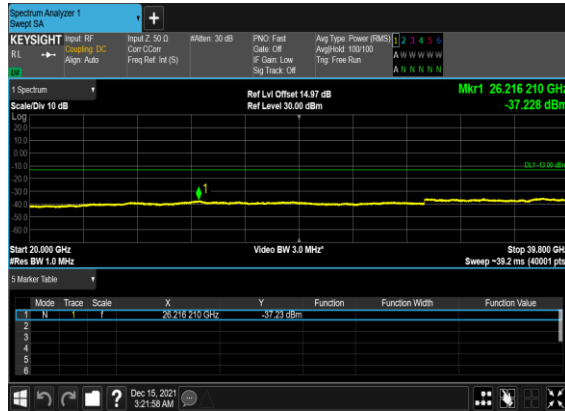 Spectrum Analyzer 1
Swept SA
+
KEYSIGHT Input: RF Input Z: 50 Ω #Atten: 30 dB PNO: Fast Avg Type: Power (RMS) 1 2 3 4 5 6
RL Coupling: DC Corr CCorr Gate: Off Avg|Hold: 100/100 A W W W W W
Align: Auto Freq Ref: Int (S) IF Gain: Low Trig: Free Run A N N N N N
LW Sig Track: Off
1 Spectrum Ref Lvl Offset 14.97 dB Mkr1 26.216 210 GHz
Scale/Div 10 dB Ref Level 30.00 dBm -37.228 dBm
Log
20.0
10.0
0.00
-10.0 DL1 -13.00 dBm
-20.0
-30.0 1
-40.0
-50.0
-60.0
Start 20.000 GHz Video BW 3.0 MHz* Stop 39.800 GHz
#Res BW 1.0 MHz Sweep ~39.2 ms (40001 pts)
5 Marker Table
Mode Trace Scale X Y Function Function Width Function Value
1 N 1 f 26.216 210 GHz -37.23 dBm
2
3
4
5
6
? Dec 15, 2021
3:21:58 AM